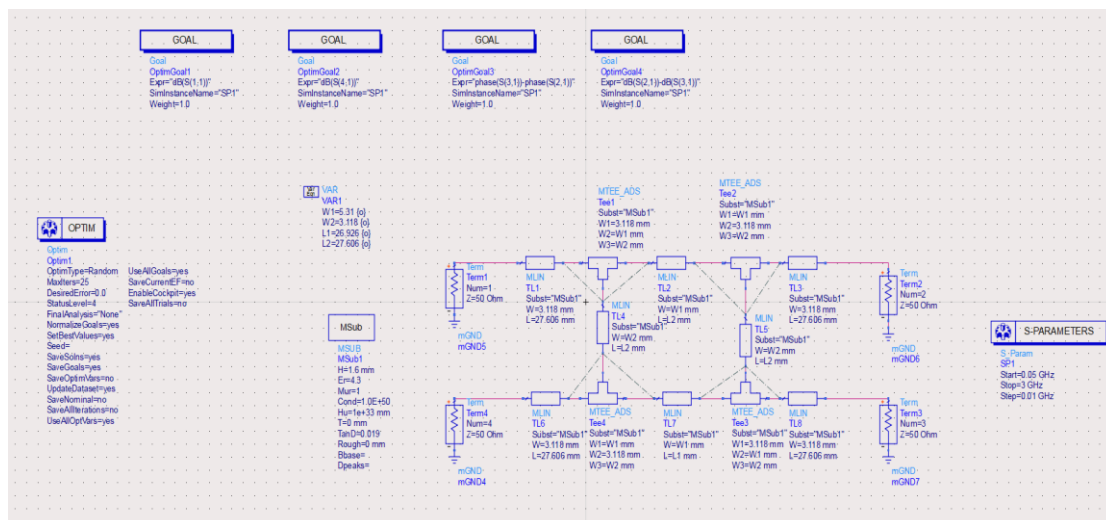 GOAL
Goal
OptimGoal1
Expr="dB(S(1,1))"
SimInstanceName="SP1"
Weight=1.0
GOAL
Goal
OptimGoal2
Expr="dB(S(4,1))"
SimInstanceName="SP1"
Weight=1.0
GOAL
Goal
OptimGoal3
Expr="phase(S(3,1))-phase(S(2,1))"
SimInstanceName="SP1"
Weight=1.0
GOAL
Goal
OptimGoal4
Expr="dB(S(2,1))-dB(S(3,1))"
SimInstanceName="SP1"
Weight=1.0
VAR
VAR1
W1=5.31 {o}
W2=3.118 {o}
L1=26.926 {o}
L2=27.606 {o}
OPTIM
Optim
Optim1
OptimType=Random UseAllGoals=yes
MaxIters=25 SaveCurrentEF=no
DesiredError=0.0 EnableCockpit=yes
StatusLevel=4 SaveAllTrials=no
FinalAnalysis="None"
NormalizeGoals=yes
SetBestValues=yes
Seed=
SaveSolns=yes
SaveGoals=yes
SaveOptimVars=no
UpdateDataset=yes
SaveNominal=no
SaveAllIterations=no
UseAllOptVars=yes
MSub
MSUB
MSub1
H=1.6 mm
Er=4.3
Mur=1
Cond=1.0E+50
Hu=1e+33 mm
T=0 mm
TanD=0.019
Rough=0 mm
Bbase=
Dpeaks=
MTEE_ADS
Tee1
Subst="MSub1"
W1=3.118 mm
W2=W1 mm
W3=W2 mm
MTEE_ADS
Tee2
Subst="MSub1"
W1=W1 mm
W2=3.118 mm
W3=W2 mm
Term
Term1
Num=1
Z=50 Ohm
mGND
mGND5
MLIN
TL1
Subst="MSub1"
W=3.118 mm
L=27.606 mm
MLIN
TL2
Subst="MSub1"
W=W1 mm
L=L2 mm
MLIN
TL3
Subst="MSub1"
W=3.118 mm
L=27.606 mm
Term
Term2
Num=2
Z=50 Ohm
mGND
mGND6
MLIN
TL4
Subst="MSub1"
W=W2 mm
L=L2 mm
MLIN
TL5
Subst="MSub1"
W=W2 mm
L=L2 mm
S-PARAMETERS
S_Param
SP1
Start=0.05 GHz
Stop=3 GHz
Step=0.01 GHz
Term
Term4
Num=4
Z=50 Ohm
mGND
mGND4
MLIN
TL6
Subst="MSub1"
W=3.118 mm
L=27.606 mm
MTEE_ADS
Tee4
Subst="MSub1"
W1=W1 mm
W2=3.118 mm
W3=W2 mm
MLIN
TL7
Subst="MSub1"
W=W1 mm
L=L1 mm
MTEE_ADS
Tee3
Subst="MSub1"
W1=3.118 mm
W2=W1 mm
W3=W2 mm
MLIN
TL8
Subst="MSub1"
W=3.118 mm
L=27.606 mm
Term
Term3
Num=3
Z=50 Ohm
mGND
mGND7